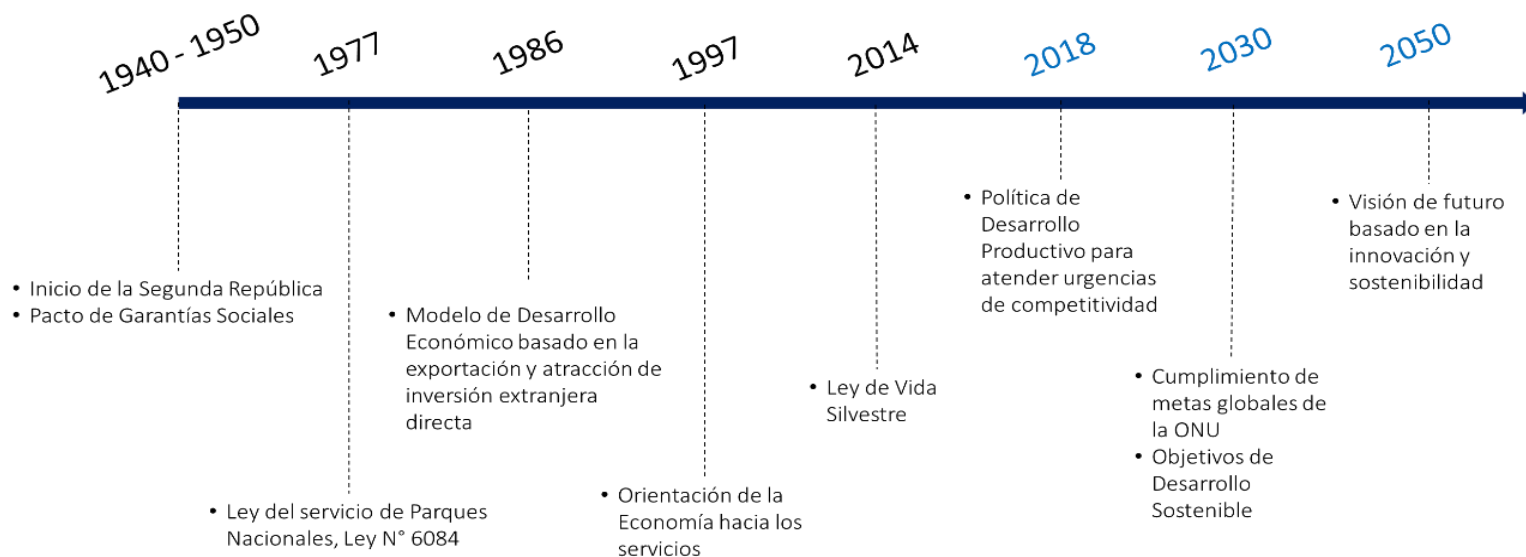 1940 - 1950
1977
1986
1997
2014
2018
2030
2050
• Inicio de la Segunda República
• Pacto de Garantías Sociales
• Ley del servicio de Parques
Nacionales, Ley N° 6084
• Modelo de Desarrollo
Económico basado en la
exportación y atracción de
inversión extranjera
directa
• Orientación de la
Economía hacia los
servicios
• Ley de Vida
Silvestre
• Política de
Desarrollo
Productivo para
atender urgencias
de competitividad
• Cumplimiento de
metas globales de
la ONU
• Objetivos de
Desarrollo
Sostenible
• Visión de futuro
basado en la
innovación y
sostenibilidad